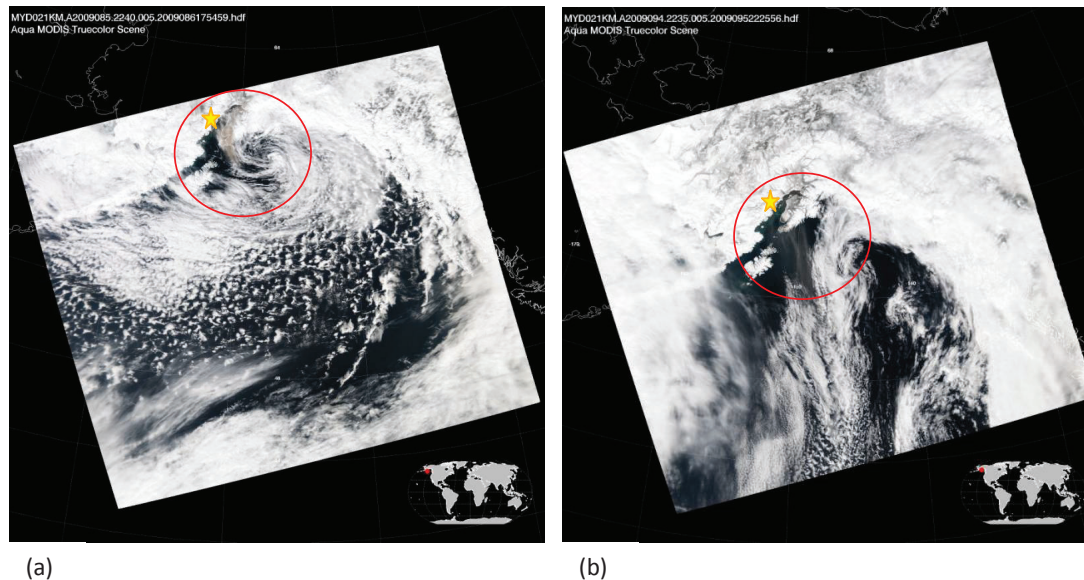 MYD021KM.A2009085.2240.005.2009086175459.hdf
Aqua MODIS Truecolor Scene
MYD021KM.A2009094.2235.005.2009095222556.hdf
Aqua MODIS Truecolor Scene
(a)
(b)